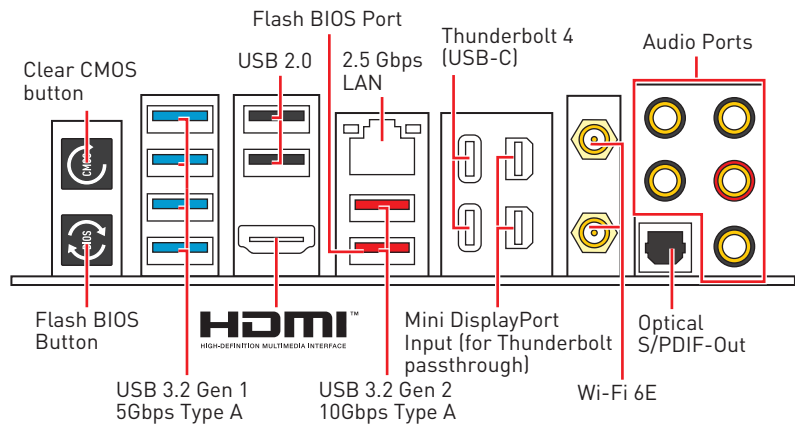 Flash BIOS Port
Thunderbolt 4
(USB-C)
Audio Ports
Clear CMOS
button
USB 2.0
2.5 Gbps
LAN
CMOS
BIOS
Flash BIOS
Button
HDMI™
HIGH-DEFINITION MULTIMEDIA INTERFACE
Mini DisplayPort
Input (for Thunderbolt
passthrough)
Optical
S/PDIF-Out
USB 3.2 Gen 1
5Gbps Type A
USB 3.2 Gen 2
10Gbps Type A
Wi-Fi 6E